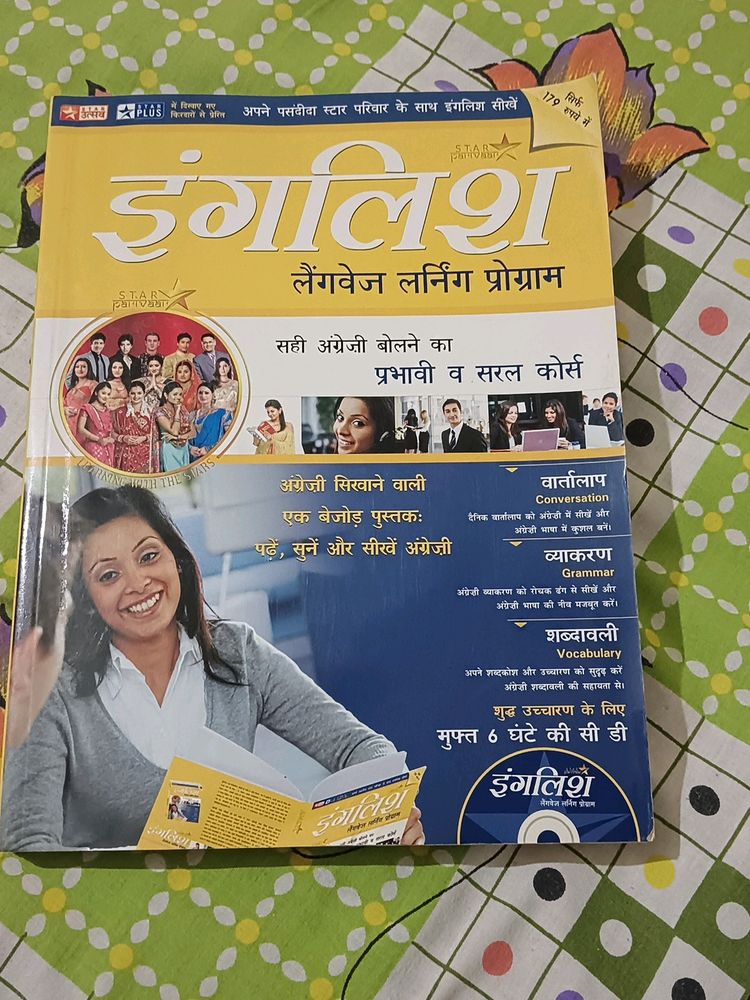 STAR
उत्सव
STAR
PLUS
में दिखाए गए
किरदारों से प्रेरित
अपने पसंदीदा स्टार परिवार के साथ इंगलिश सीखें
सिर्फ
179 रुपये में
STAR
parivaar
इंगलिश
लैंगवेज लर्निंग प्रोग्राम
STAR
parivaar
सही अंग्रेज़ी बोलने का
प्रभावी व सरल कोर्स
LEARNING WITH THE STARS
अंग्रेज़ी सिखाने वाली
एक बेजोड़ पुस्तक:
पढ़ें, सुनें और सीखें अंग्रेज़ी
वार्तालाप
Conversation
दैनिक वार्तालाप को अंग्रेज़ी में सीखें और
अंग्रेज़ी भाषा में कुशल बनें।
व्याकरण
Grammar
अंग्रेज़ी व्याकरण को रोचक ढंग से सीखें और
अंग्रेज़ी भाषा की नीव मजबूत करें।
शब्दावली
Vocabulary
अपने शब्दकोश और उच्चारण को सुदृढ़ करें
अंग्रेज़ी शब्दावली की सहायता से।
शुद्ध उच्चारण के लिए
मुफ्त 6 घंटे की सी डी
इंगलिश
लैंगवेज लर्निंग प्रोग्राम
इंगलिश
लैंगवेज लर्निंग प्रोग्राम
इंगलिश